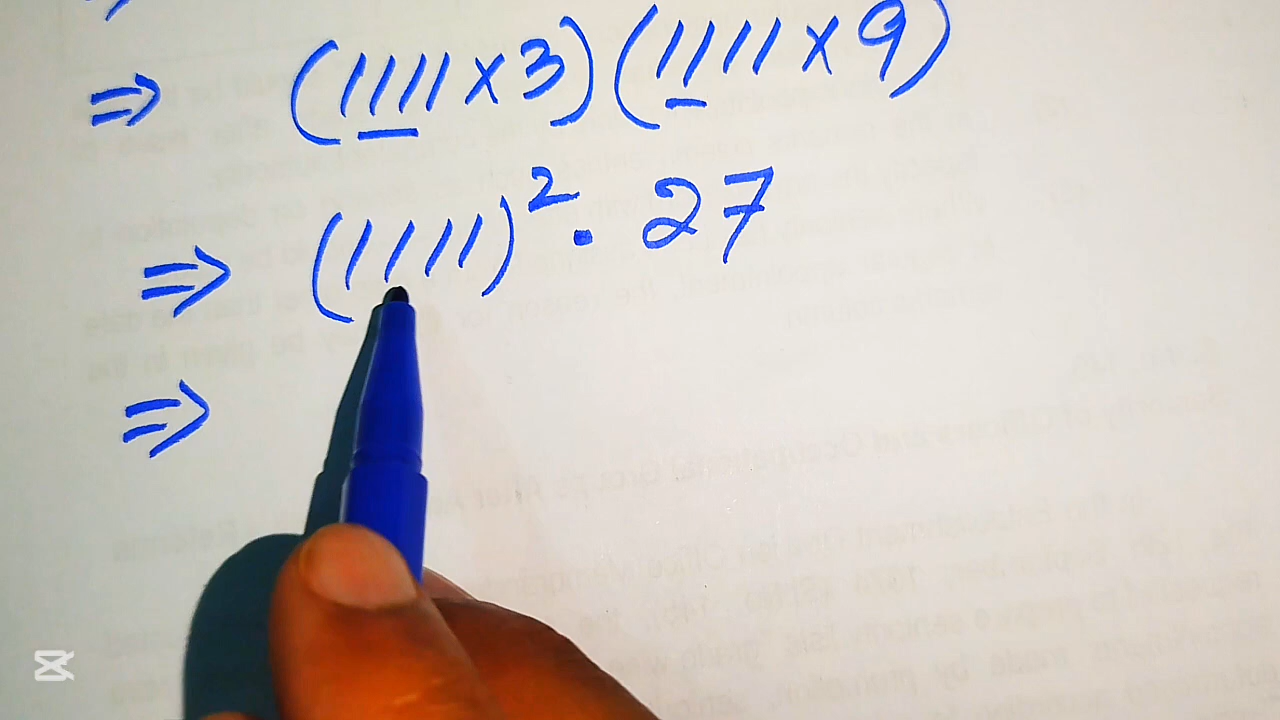 ⇒ (1111 × 3) (1111 × 9)
⇒ (1111)² · 27
⇒